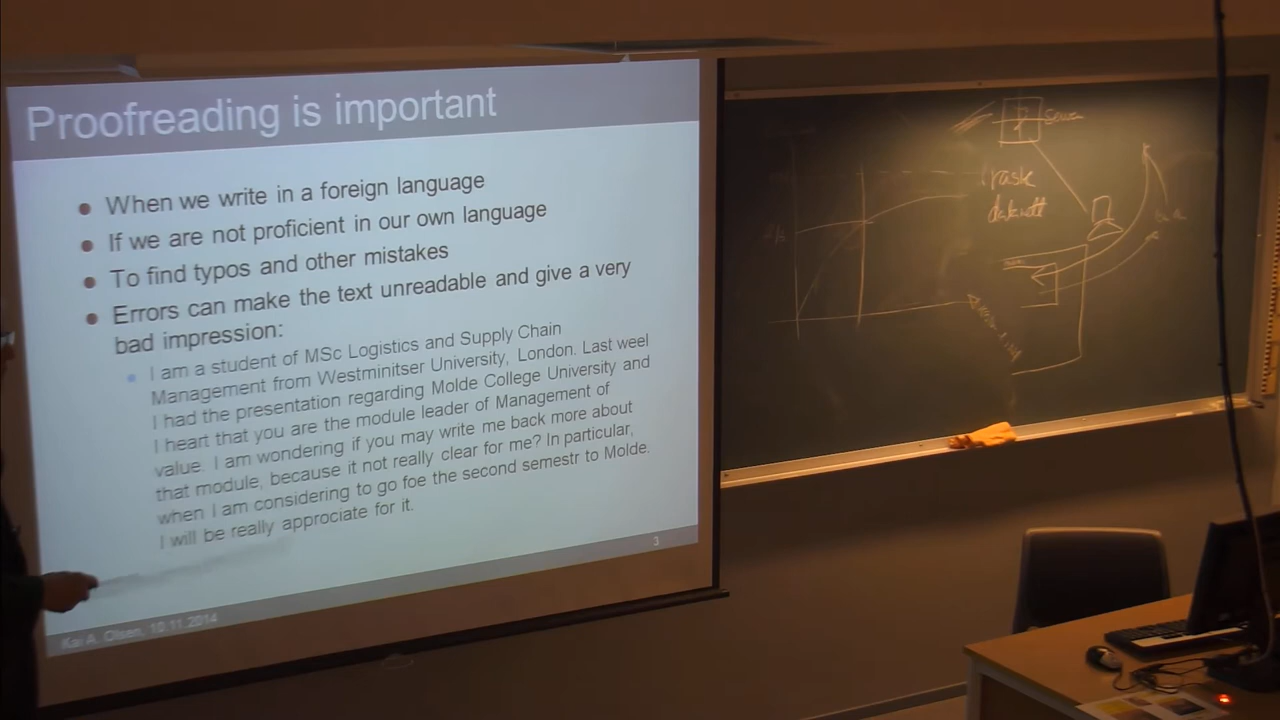 Proofreading is important
When we write in a foreign language
If we are not proficient in our own language
To find typos and other mistakes
Errors can make the text unreadable and give a very
bad impression:
I am a student of MSc Logistics and Supply Chain
Management from Westminitser University, London. Last weel
I had the presentation regarding Molde College University and
I heart that you are the module leader of Management of
value. I am wondering if you may write me back more about
that module, because it not really clear for me? In particular,
when I am considering to go foe the second semestr to Molde.
I will be really approciate for it.
3
Kai A. Olsen, 10.11.2014
rask